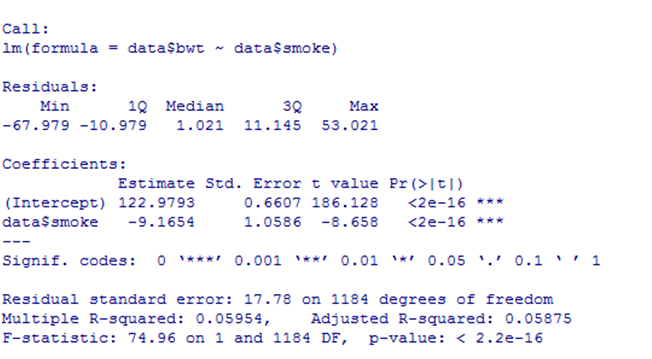 Call:
lm(formula = data$bwt ~ data$smoke)
Residuals:
    Min      1Q  Median      3Q     Max
-67.979 -10.979   1.021  11.145  53.021
Coefficients:
            Estimate Std. Error t value Pr(>|t|)
(Intercept) 122.9793     0.6607 186.128   <2e-16 ***
data$smoke   -9.1654     1.0586  -8.658   <2e-16 ***
---
Signif. codes:  0 ‘***’ 0.001 ‘**’ 0.01 ‘*’ 0.05 ‘.’ 0.1 ‘ ’ 1
Residual standard error: 17.78 on 1184 degrees of freedom
Multiple R-squared: 0.05954,    Adjusted R-squared: 0.05875
F-statistic: 74.96 on 1 and 1184 DF,  p-value: < 2.2e-16